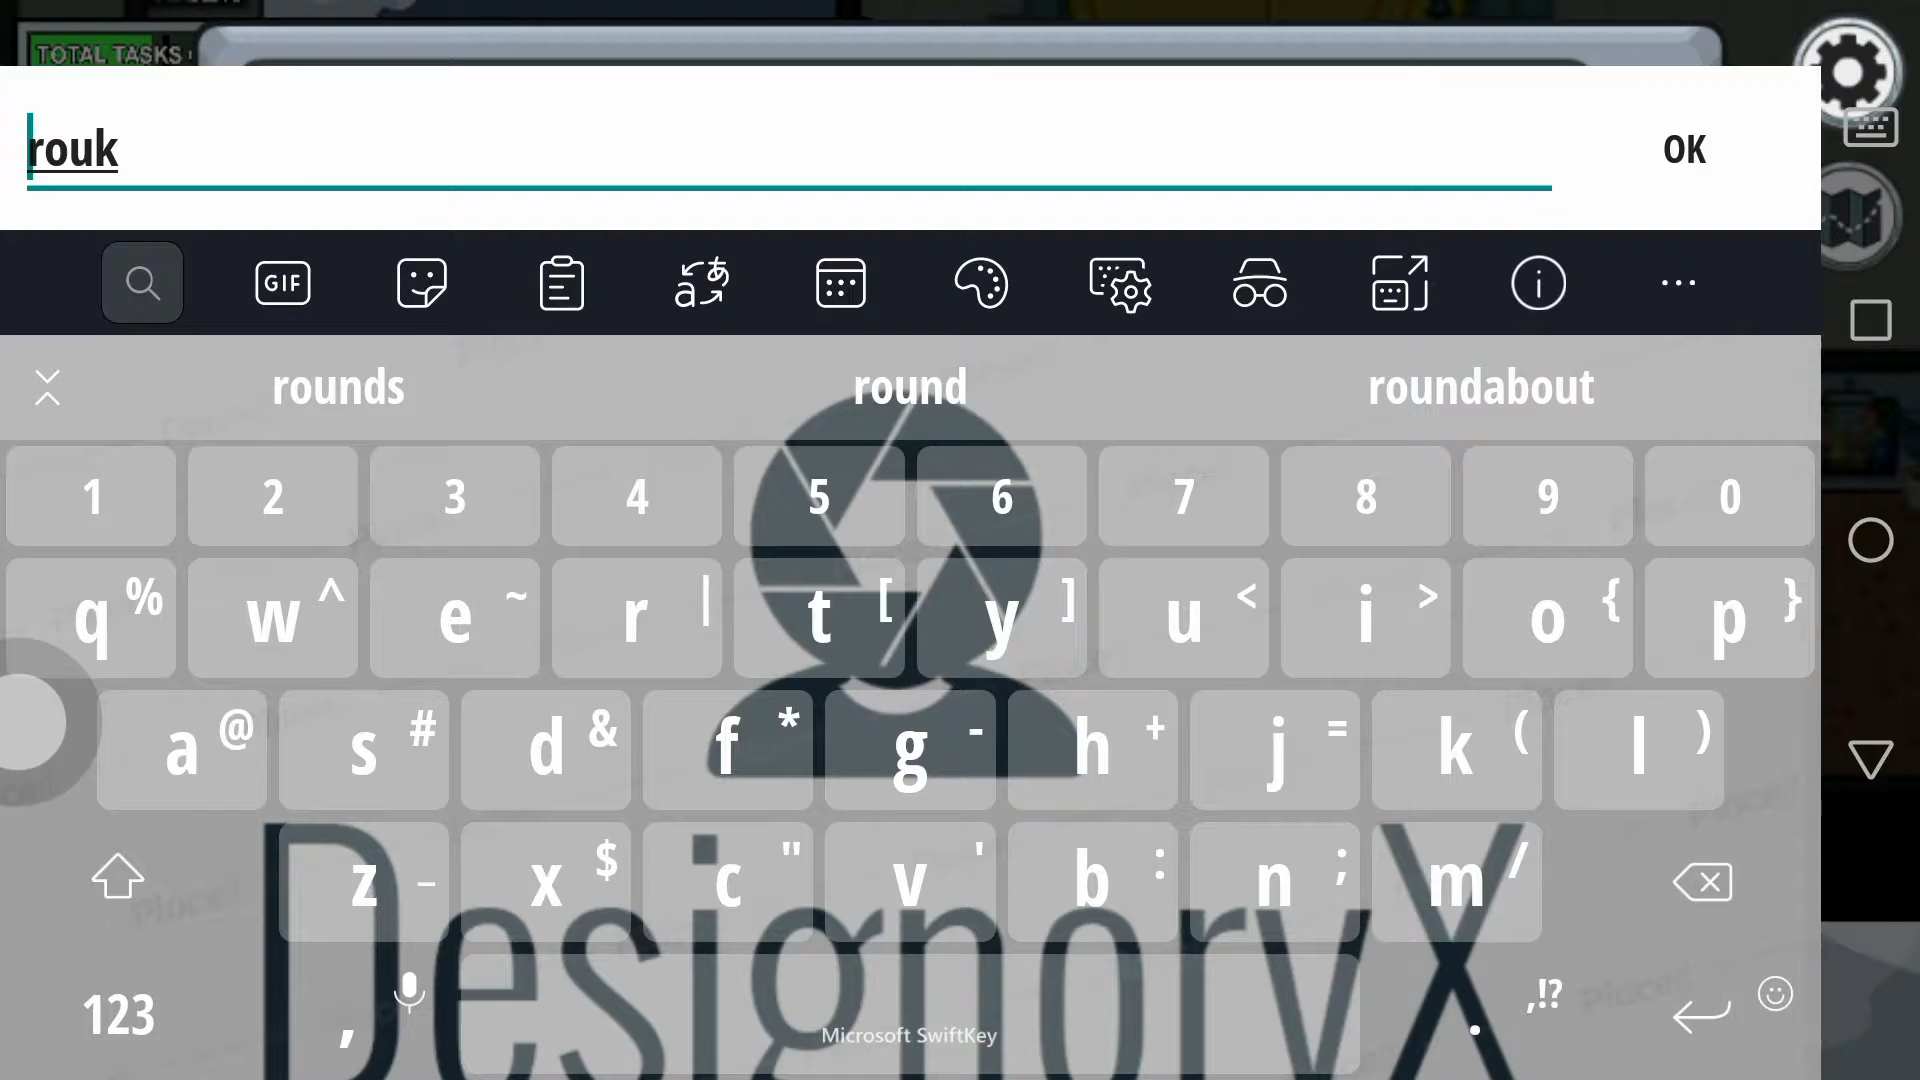 TOTAL TASKS
rouk
OK
GIF
a あ
rounds round roundabout
1 2 3 4 5 6 7 8 9 0
q % w ^ e ~ r | t [ y ] u < i > o { p }
a @ s # d & f * g - h + j = k ( l )
z _ x $ c " v ' b : n ; m /
DesignorvX
123 , . ,!?
Microsoft SwiftKey